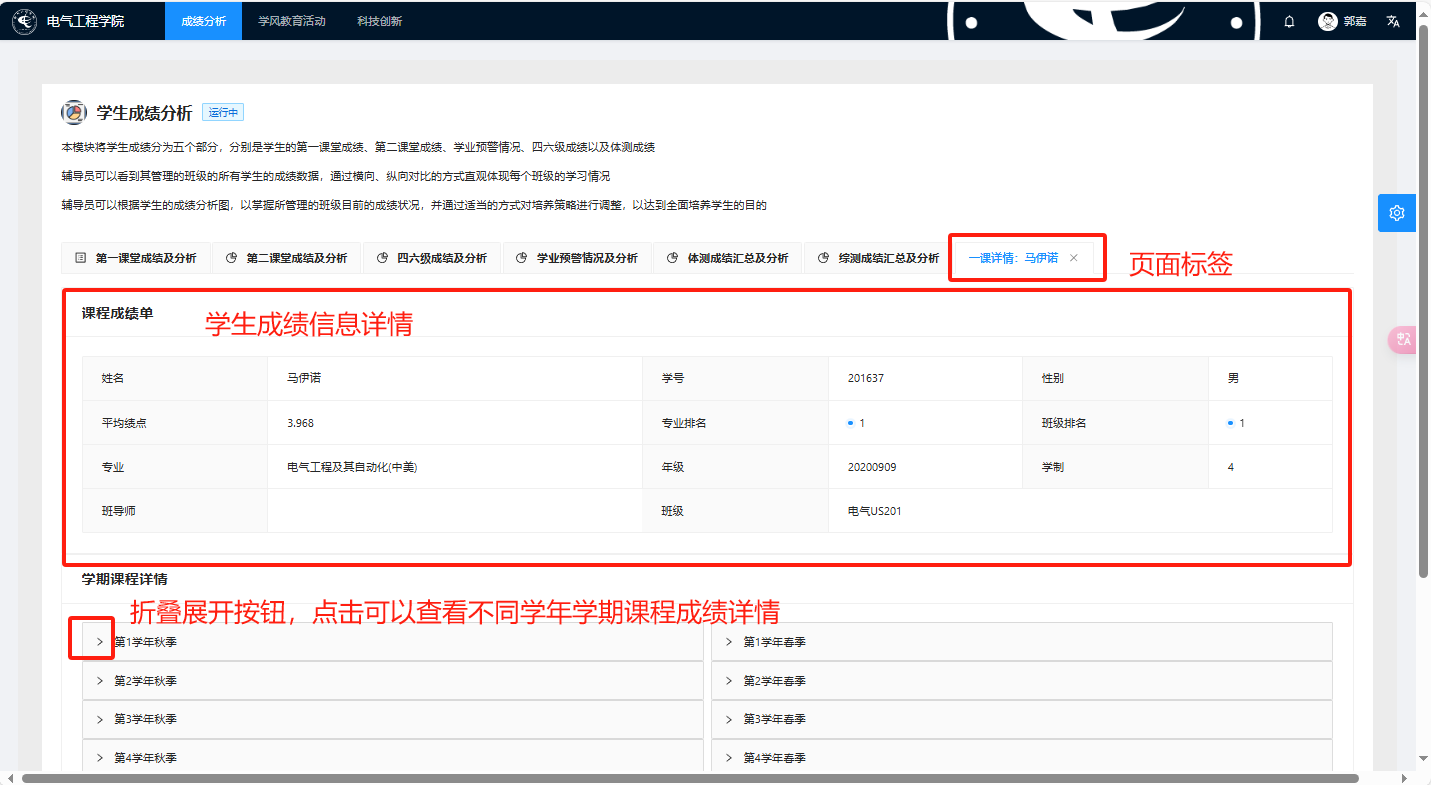 电气工程学院 成绩分析 学风教育活动 科技创新 郭嘉
学生成绩分析 运行中
本模块将学生成绩分为五个部分，分别是学生的第一课堂成绩、第二课堂成绩、学业预警情况、四六级成绩以及体测成绩
辅导员可以看到其管理的班级的所有学生的成绩数据，通过横向、纵向对比的方式直观体现每个班级的学习情况
辅导员可以根据学生的成绩分析图，以掌握所管理的班级目前的成绩状况，并通过适当的方式对培养策略进行调整，以达到全面培养学生的目的
第一课堂成绩及分析 第二课堂成绩及分析 四六级成绩及分析 学业预警情况及分析 体测成绩汇总及分析 综测成绩汇总及分析 一课详情：马伊诺 页面标签
课程成绩单
学生成绩信息详情
姓名 马伊诺 学号 201637 性别 男
平均绩点 3.968 专业排名 1 班级排名 1
专业 电气工程及其自动化(中美) 年级 20200909 学制 4
班导师 班级 电气US201
学期课程详情
折叠展开按钮，点击可以查看不同学年学期课程成绩详情
第1学年秋季 第1学年春季
第2学年秋季 第2学年春季
第3学年秋季 第3学年春季
第4学年秋季 第4学年春季